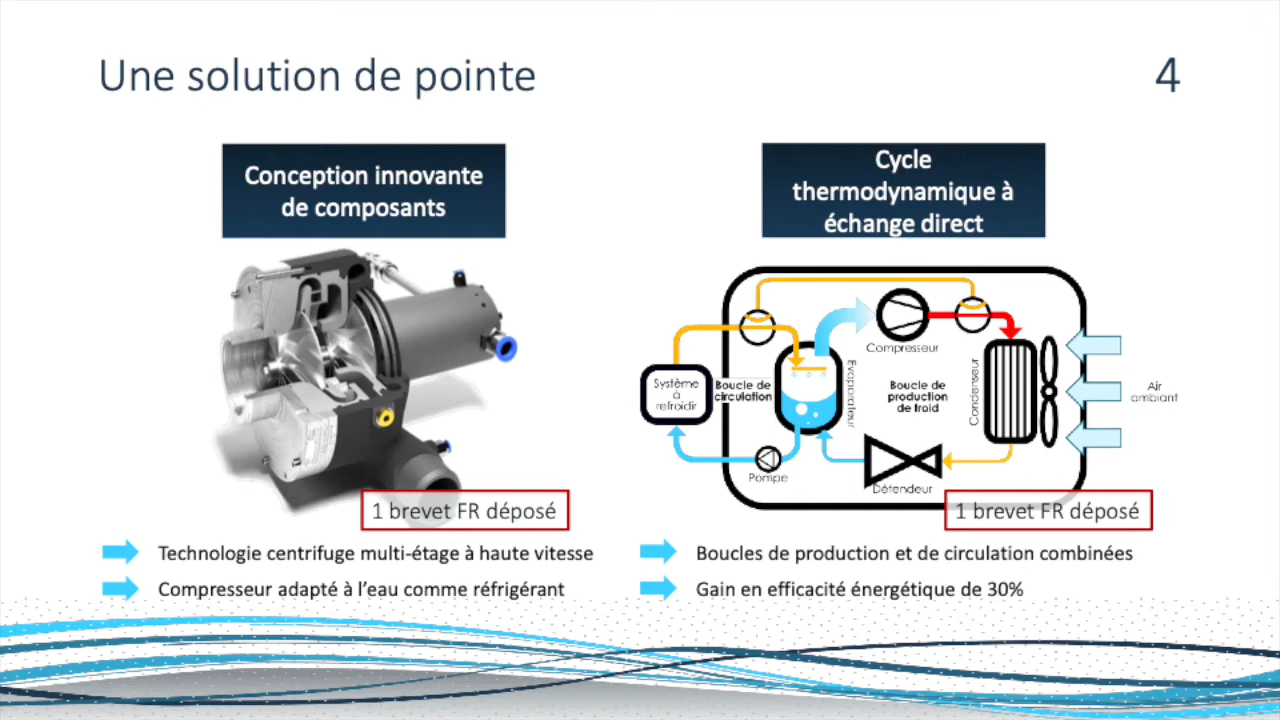 Une solution de pointe
4
Conception innovante
de composants
1 brevet FR déposé
Technologie centrifuge multi-étage à haute vitesse
Compresseur adapté à l'eau comme réfrigérant
Cycle
thermodynamique à
échange direct
Compresseur
Système
à
refroidir
Boucle de
circulation
Evaporateur
Boucle de
production
de froid
Condenseur
Air
ambiant
Pompe
Détendeur
1 brevet FR déposé
Boucles de production et de circulation combinées
Gain en efficacité énergétique de 30%